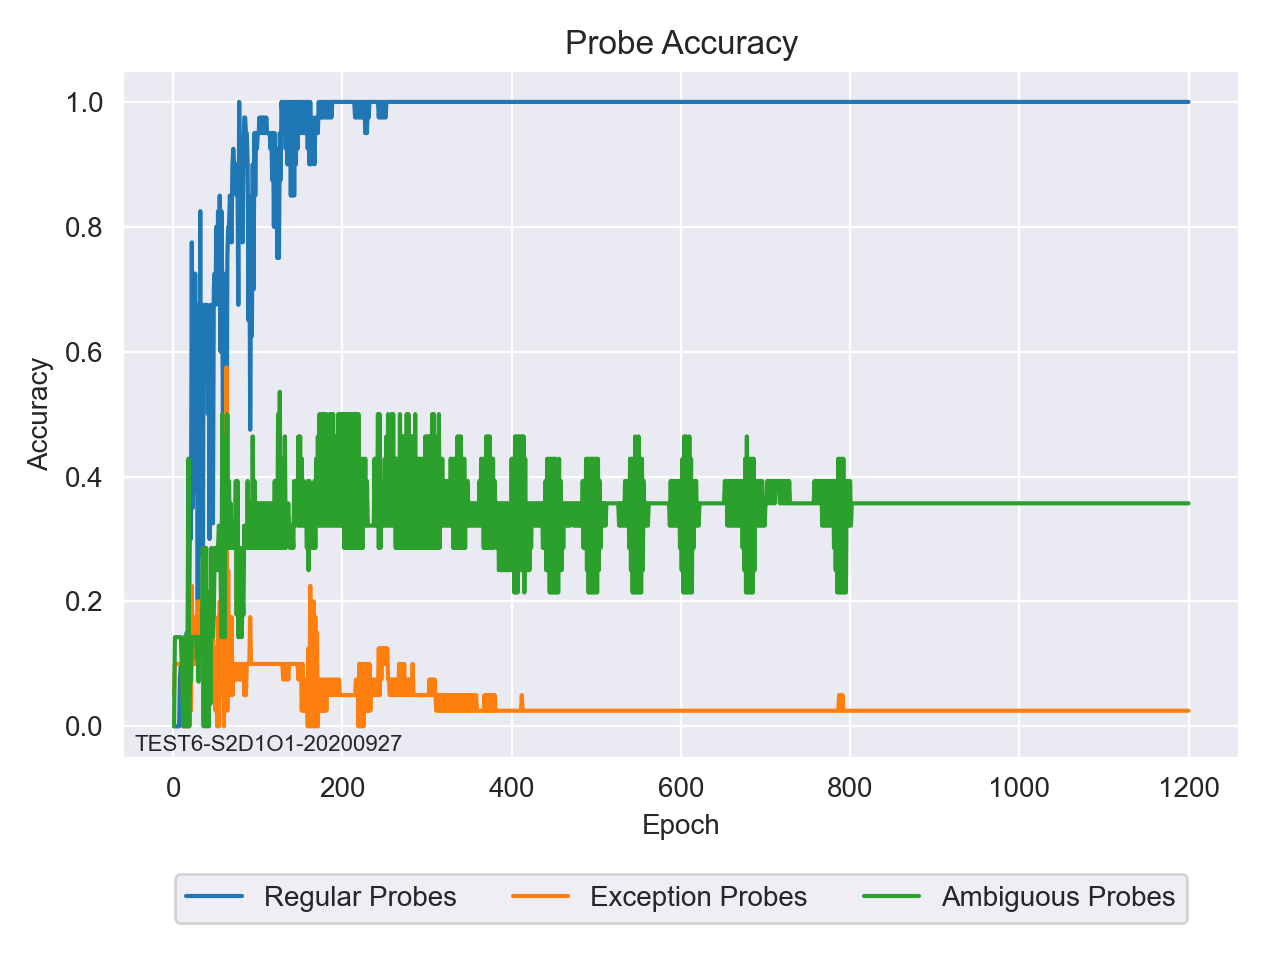 Probe Accuracy
1.0
0.8
0.6
0.4
0.2
0.0
Accuracy
TEST6-S2D1O1-20200927
0 200 400 600 800 1000 1200
Epoch
Regular Probes Exception Probes Ambiguous Probes